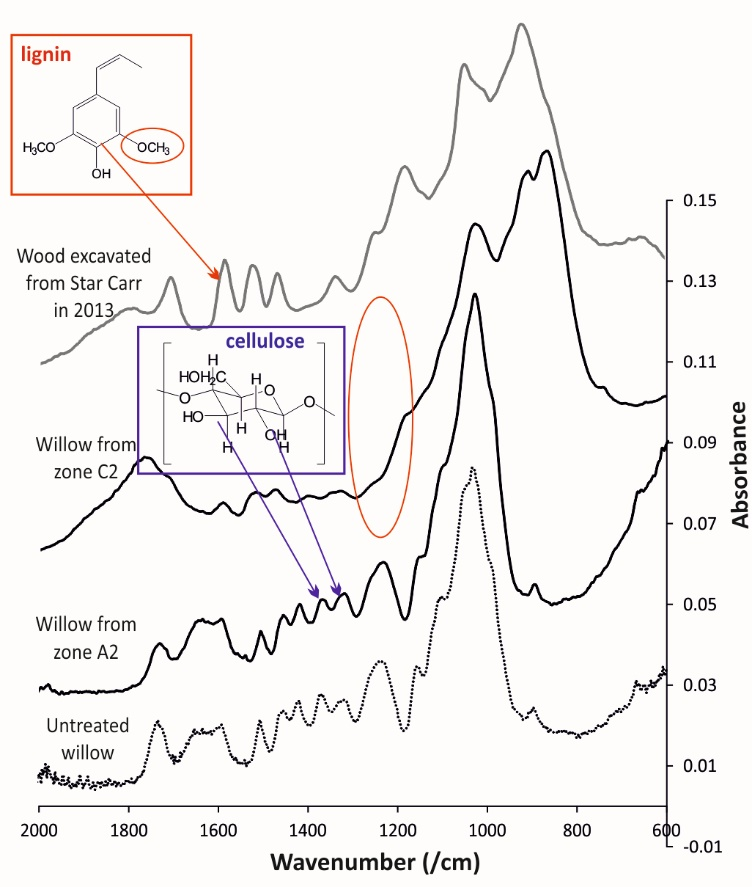 lignin
H₃CO
OCH₃
OH
Wood excavated
from Star Carr
in 2013
cellulose
H
HOH₂C
H
O
O
O
HO
H
OH
H
H
Willow from
zone C2
Willow from
zone A2
Untreated
willow
0.15
0.13
0.11
0.09
0.07
0.05
0.03
0.01
-0.01
Absorbance
2000
1800
1600
1400
1200
1000
800
600
Wavenumber (/cm)